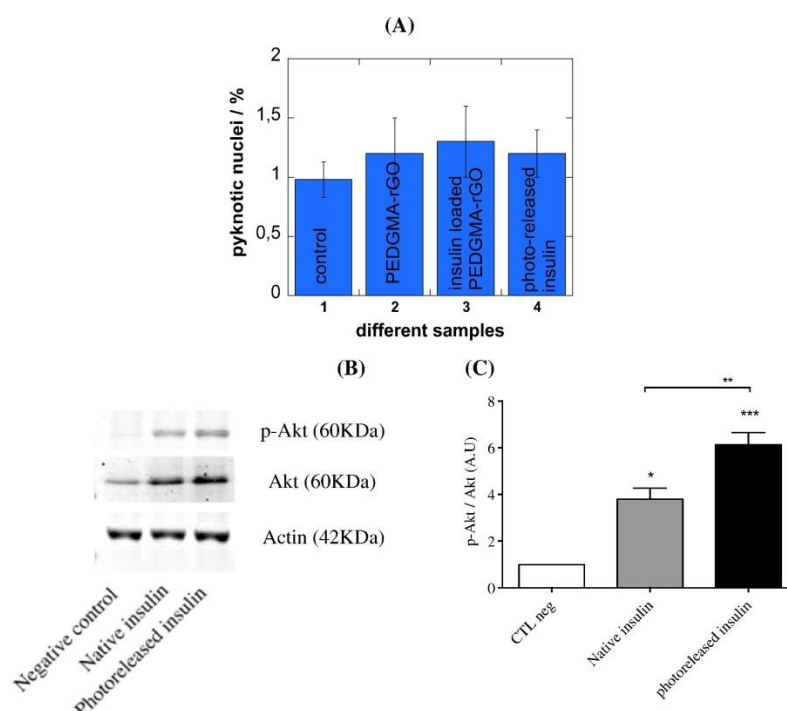 (A)
pyknotic nuclei / %
2
1,5
1
0,5
0
control
PEDGMA-rGO
insulin loaded
PEDGMA-rGO
photo-released
insulin
1 2 3 4
different samples
(B)
p-Akt (60KDa)
Akt (60KDa)
Actin (42KDa)
Negative control
Native insulin
Photoreleased insulin
(C)
p-Akt / Akt (A.U)
8
6
4
2
0
**
***
*
CTL neg
Native insulin
photoreleased insulin